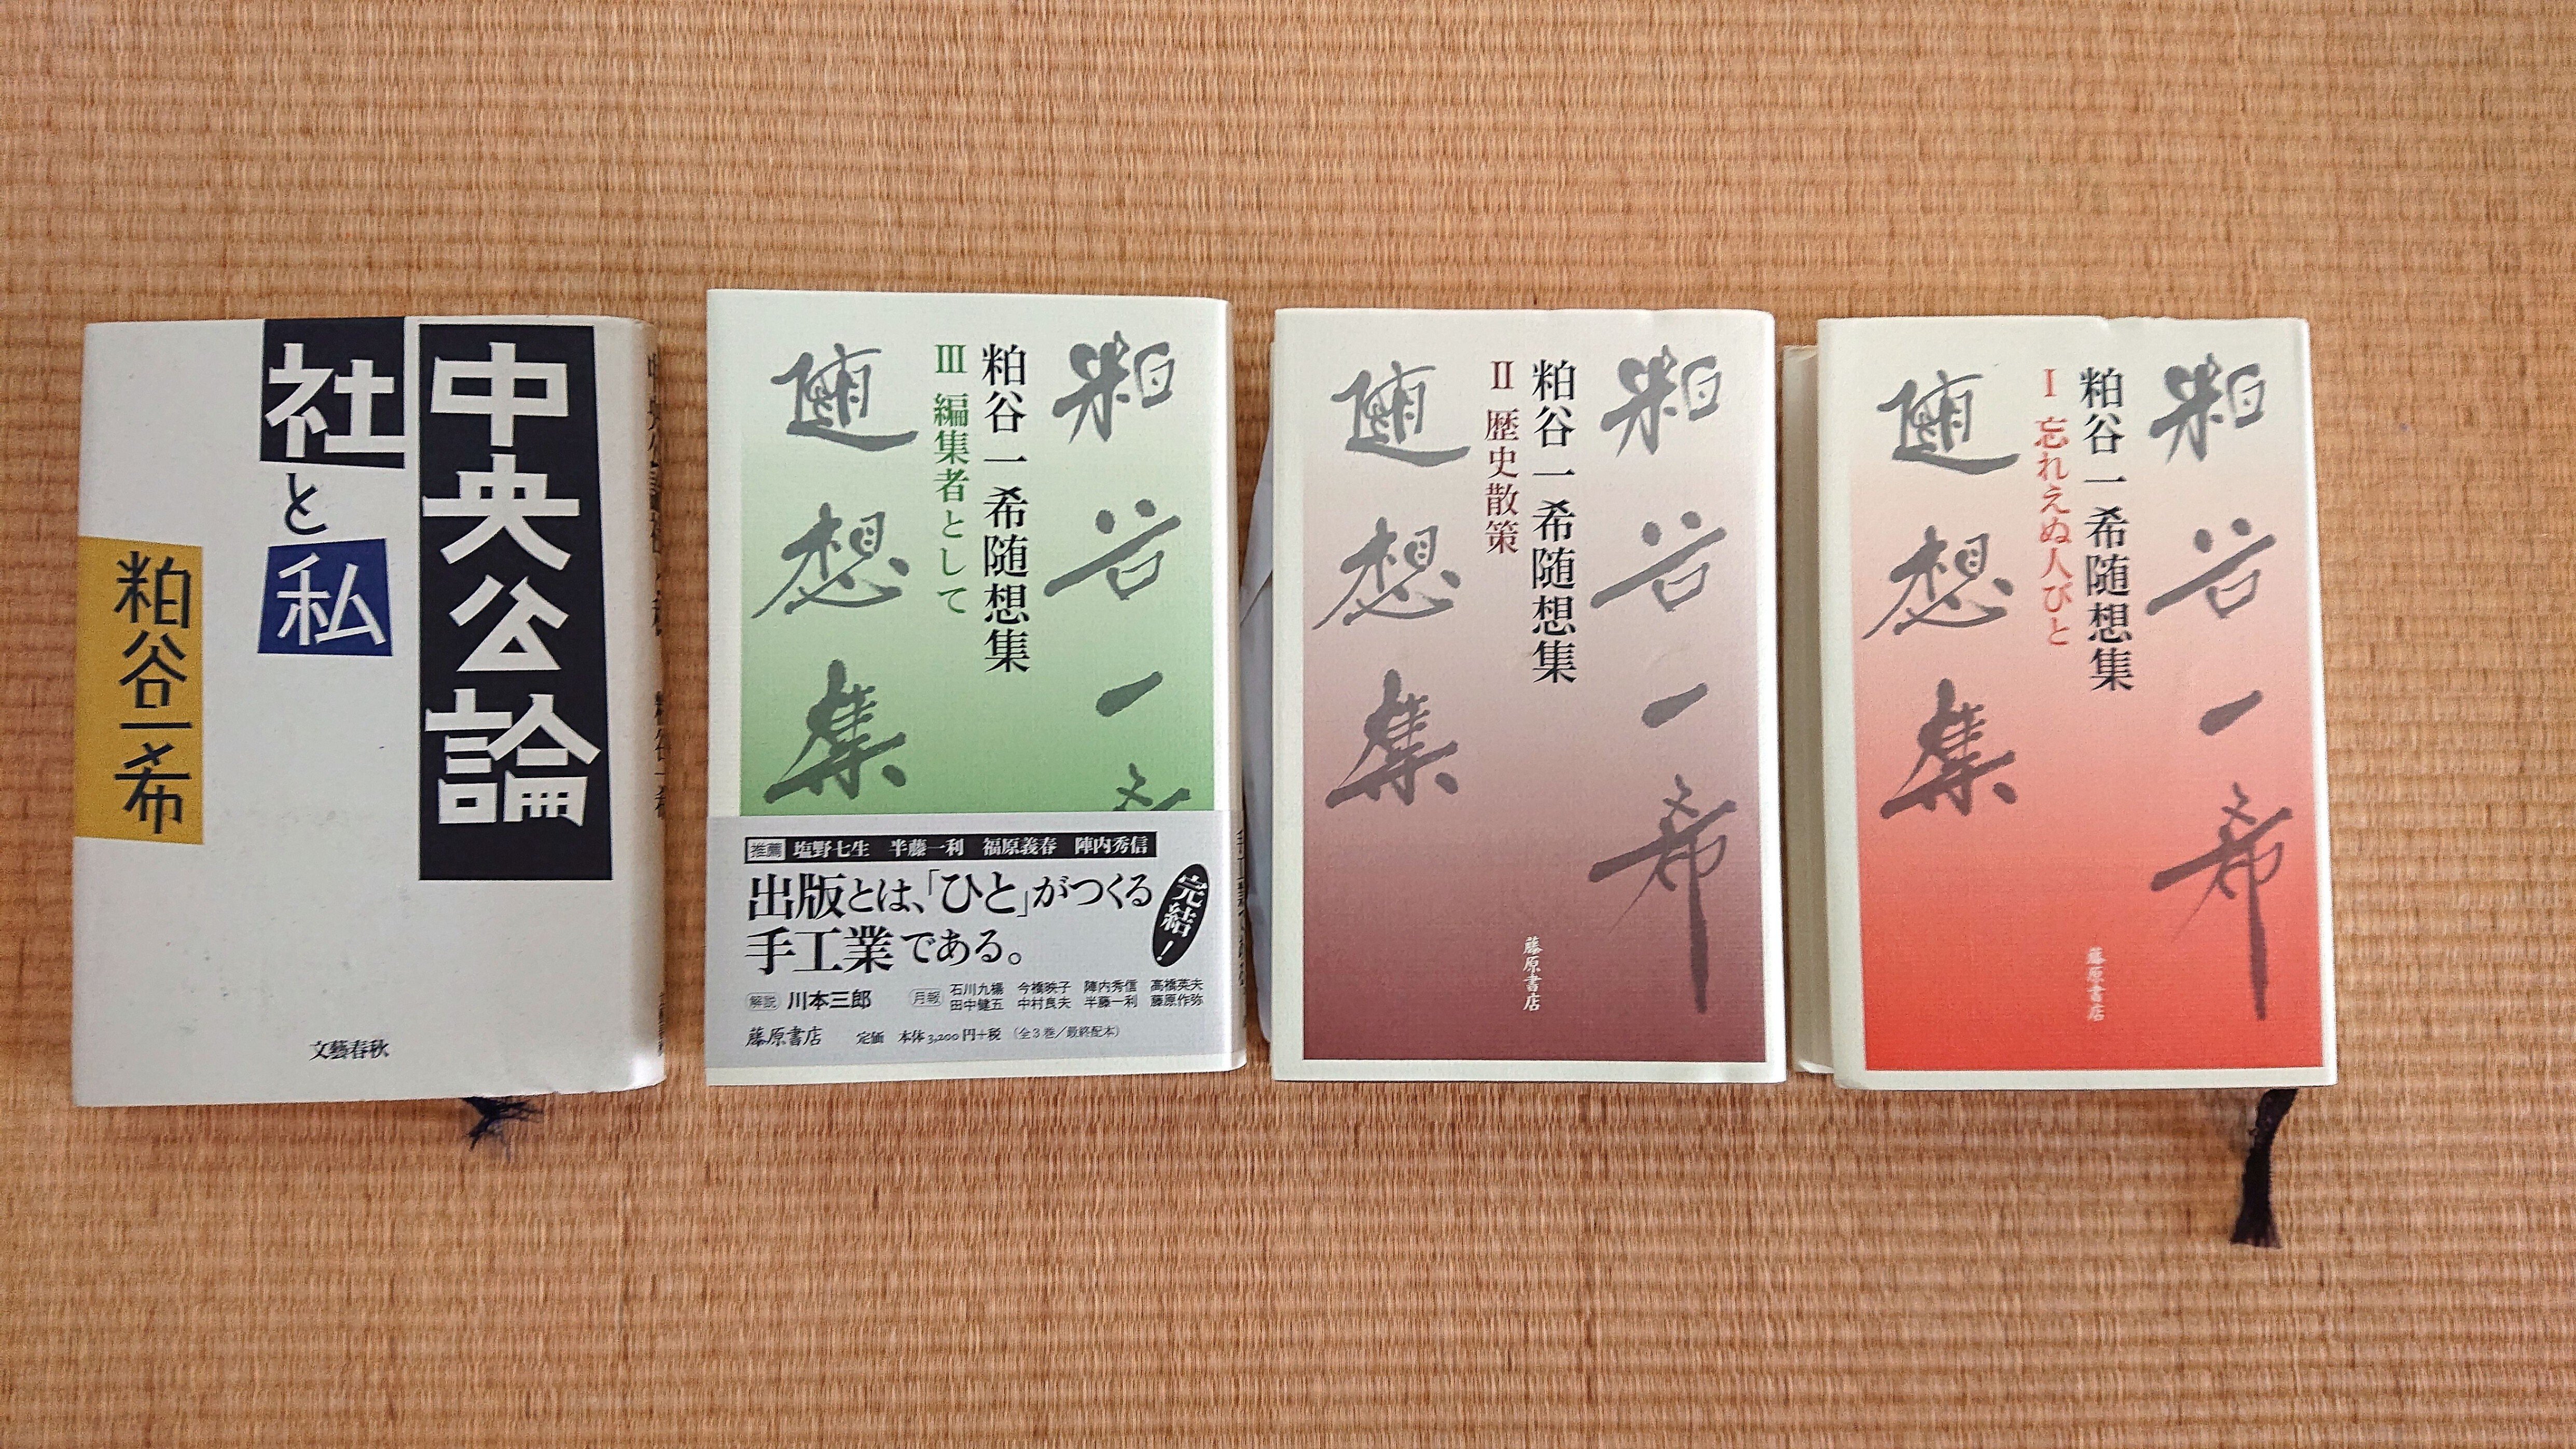 中央公論
社と私
粕谷一希
文藝春秋
粕谷一希
随想集
粕谷一希随想集
Ⅲ 編集者として
推薦 塩野七生 半藤一利 福原義春 陣内秀信
出版とは、「ひと」がつくる
手工業である。
完結!
解説 川本三郎
月報 石川九楊 今橋映子 陣内秀信 高橋英夫
田中健五 中村良夫 半藤一利 藤原作弥
藤原書店 定価 本体3,200円+税 (全3巻/最終配本)
粕谷一希
随想集
粕谷一希随想集
Ⅱ 歴史散策
藤原書店
粕谷一希
随想集
粕谷一希随想集
Ⅰ 忘れえぬ人びと
藤原書店